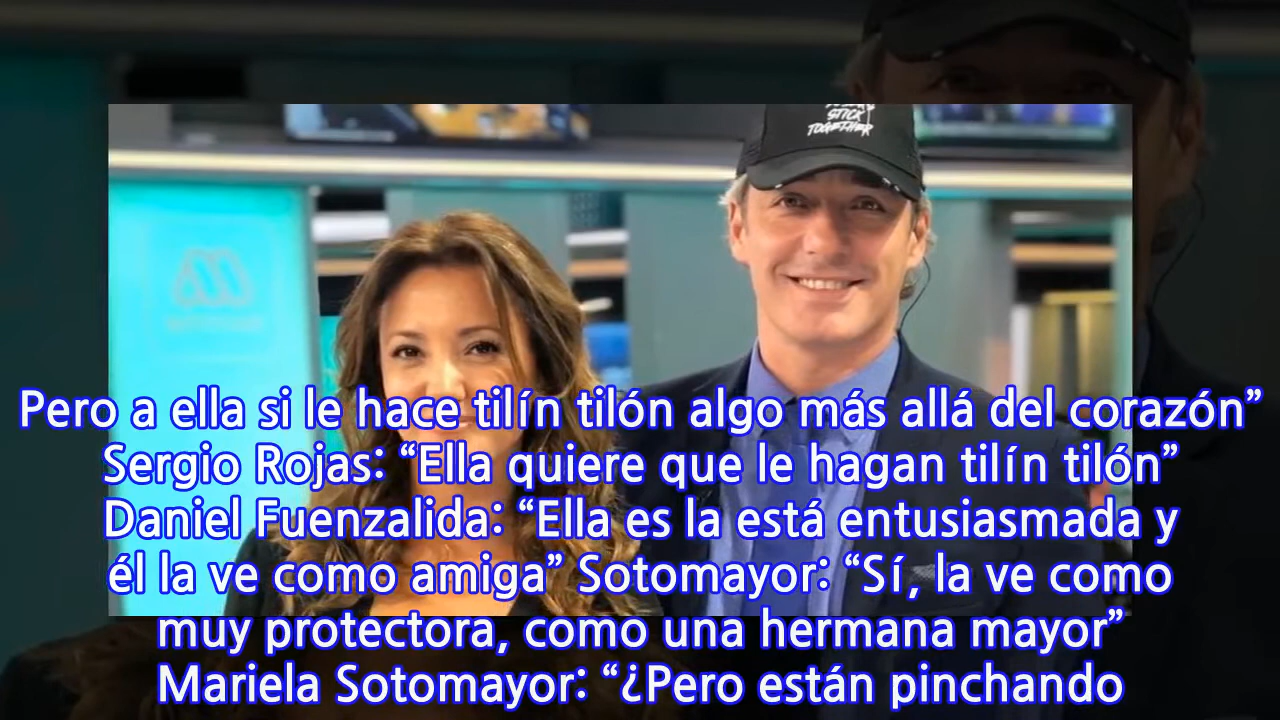 STICK
TOGETHER
Pero a ella si le hace tilín tilón algo más allá del corazón”
Sergio Rojas: “Ella quiere que le hagan tilín tilón”
Daniel Fuenzalida: “Ella es la está entusiasmada y
él la ve como amiga” Sotomayor: “Sí, la ve como
muy protectora, como una hermana mayor”
Mariela Sotomayor: “¿Pero están pinchando